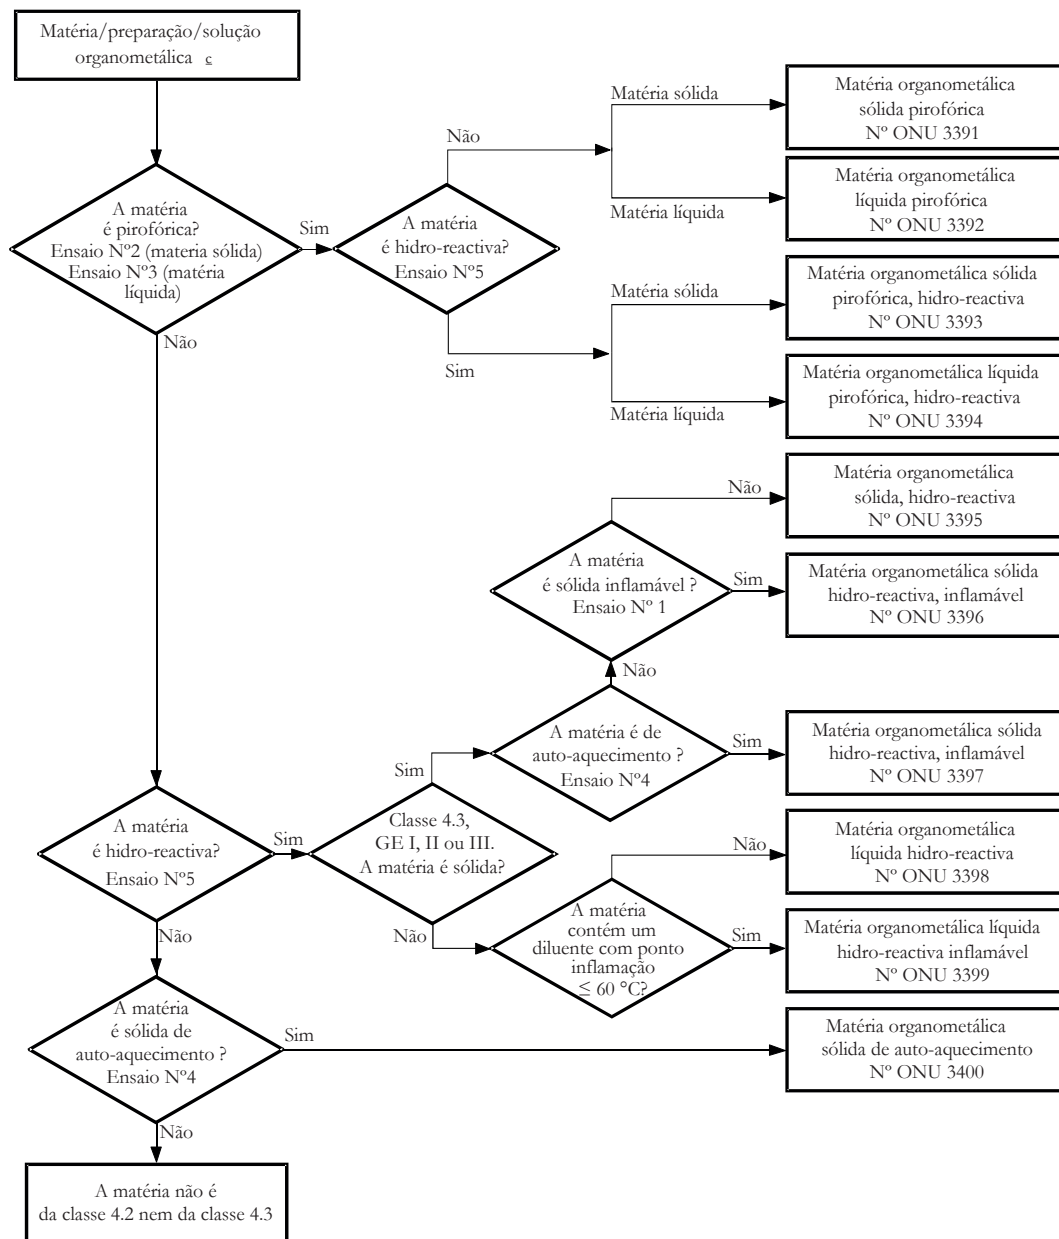 Matéria/preparação/solução
organometálica c
Matéria sólida
Matéria organometálica
sólida pirofórica
Nº ONU 3391
Não
Matéria organometálica
líquida pirofórica
Nº ONU 3392
Matéria líquida
A matéria
é pirofórica?
Ensaio Nº2 (materia sólida)
Ensaio Nº3 (matéria
líquida)
Sim
A matéria
é hidro-reactiva?
Ensaio Nº5
Matéria sólida
Matéria organometálica sólida
pirofórica, hidro-reactiva
Nº ONU 3393
Não
Sim
Matéria líquida
Matéria organometálica líquida
pirofórica, hidro-reactiva
Nº ONU 3394
Não
Matéria organometálica
sólida, hidro-reactiva
Nº ONU 3395
A matéria
é sólida inflamável ?
Ensaio Nº 1
Sim
Matéria organometálica sólida
hidro-reactiva, inflamável
Nº ONU 3396
Não
A matéria é de
auto-aquecimento ?
Ensaio Nº4
Sim
Matéria organometálica sólida
hidro-reactiva, inflamável
Nº ONU 3397
Sim
A matéria
é hidro-reactiva?
Ensaio Nº5
Sim
Classe 4.3,
GE I, II ou III.
A matéria é sólida?
Não
Matéria organometálica
líquida hidro-reactiva
Nº ONU 3398
Não
Não
A matéria
contém um
diluente com ponto
inflamação
≤ 60 °C?
Sim
Matéria organometálica líquida
hidro-reactiva inflamável
Nº ONU 3399
A matéria
é sólida de
auto-aquecimento ?
Ensaio Nº4
Sim
Matéria organometálica
sólida de auto-aquecimento
Nº ONU 3400
Não
A matéria não é
da classe 4.2 nem da classe 4.3